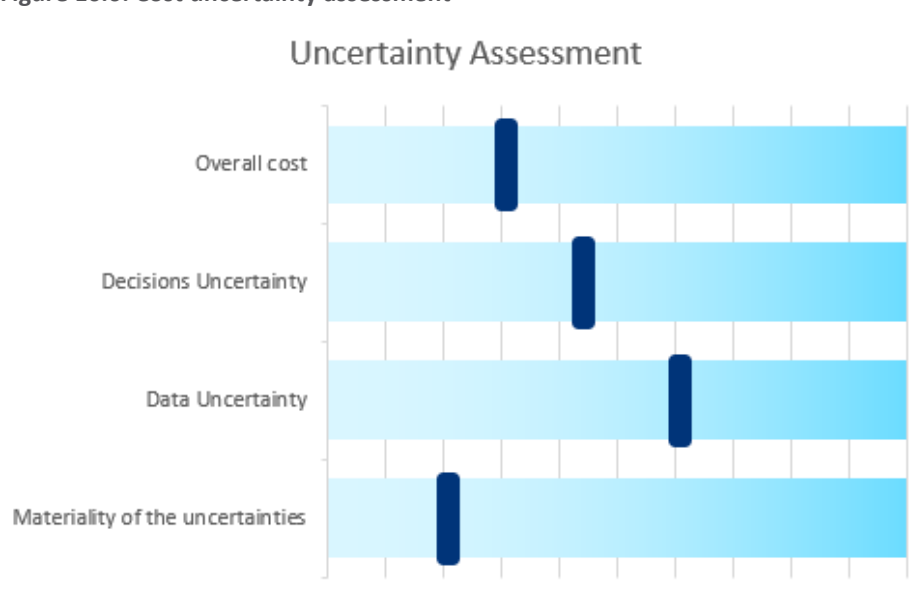 Uncertainty Assessment
Overall cost
Decisions Uncertainty
Data Uncertainty
Materiality of the uncertainties